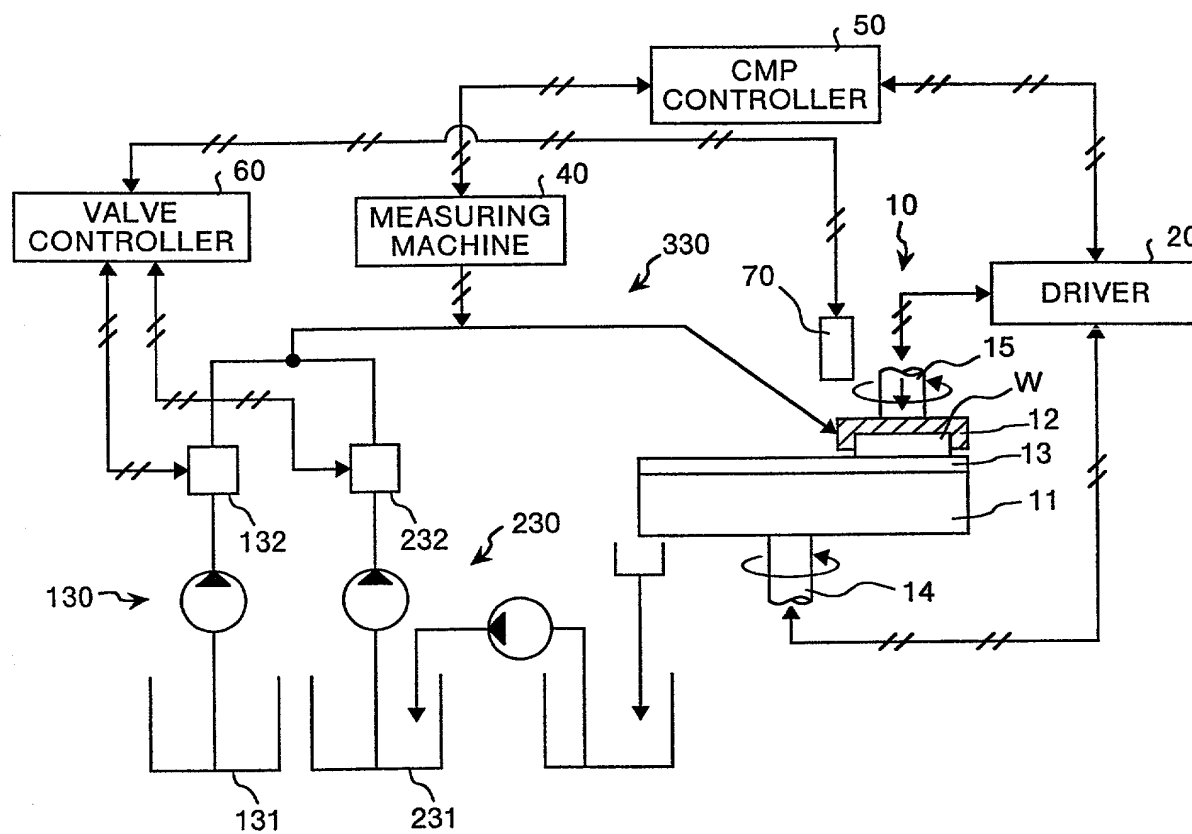 50
CMP
CONTROLLER
60
VALVE
CONTROLLER
40
MEASURING
MACHINE
330
10
20
DRIVER
70
15
W
12
13
11
132
232
230
130
14
131
231